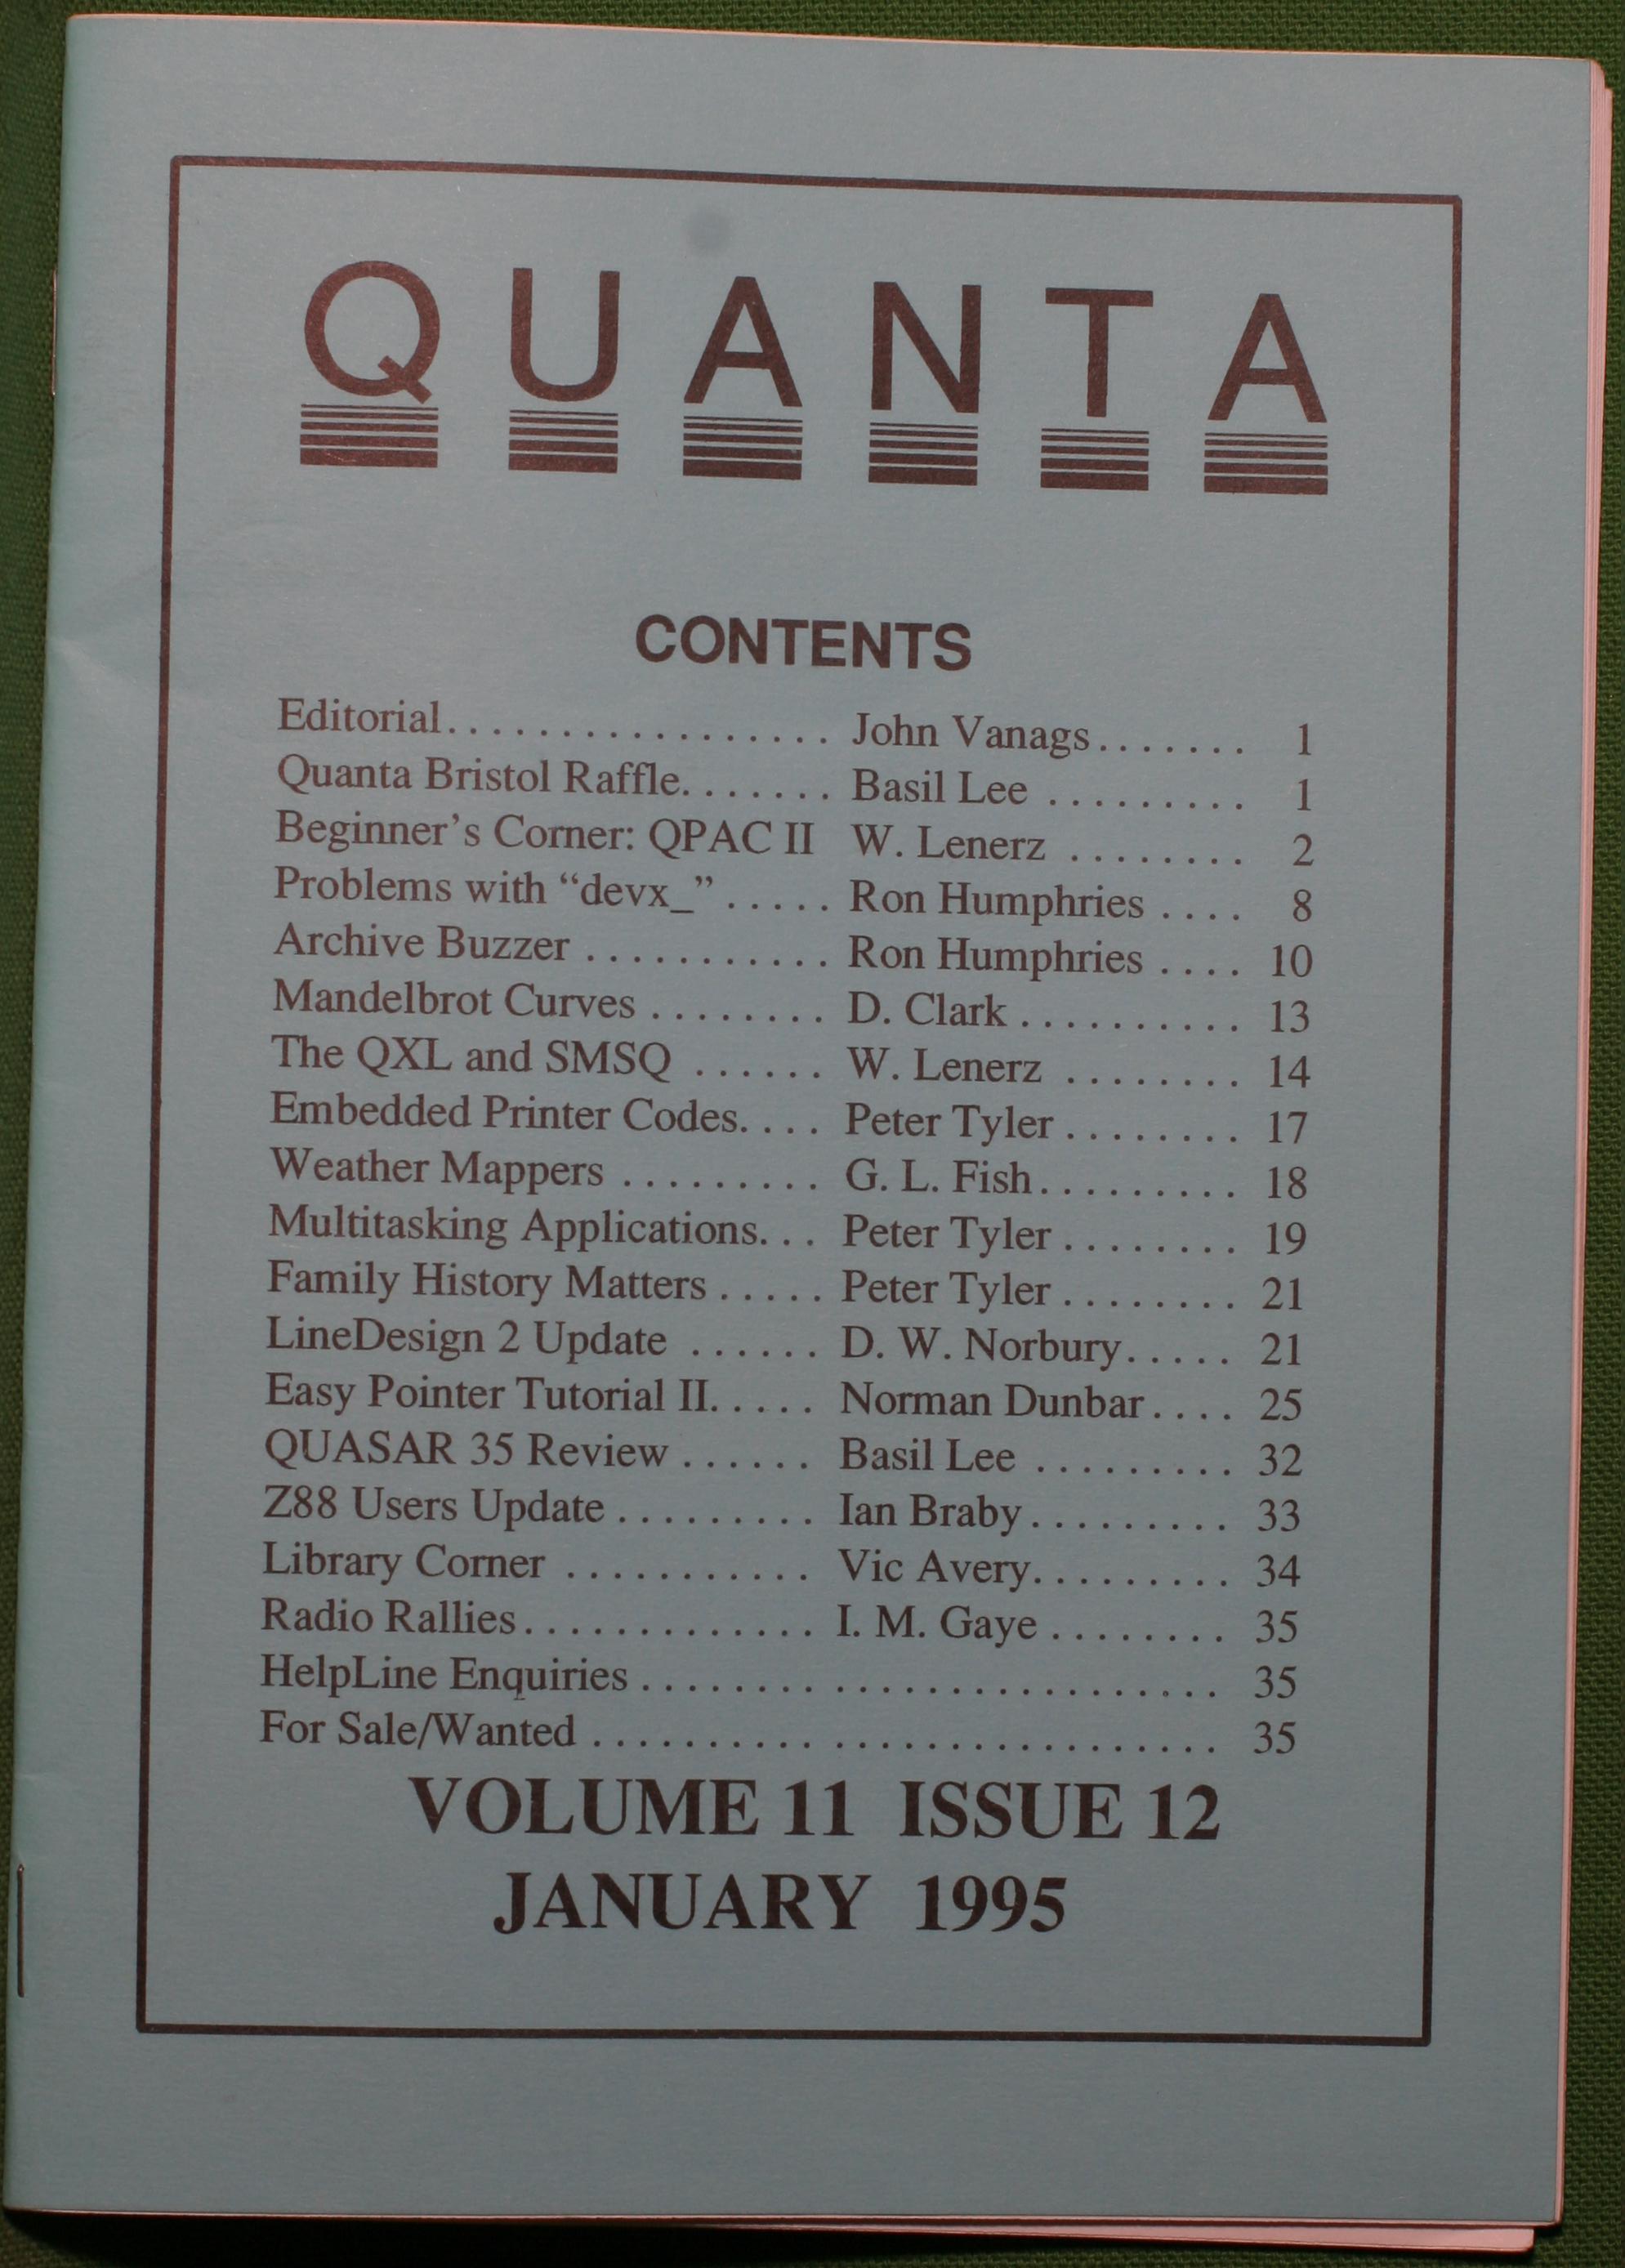 QUANTA
CONTENTS
Editorial.................. John Vanags....... 1
Quanta Bristol Raffle....... Basil Lee ......... 1
Beginner's Corner: QPAC II W. Lenerz ........ 2
Problems with “devx_” ..... Ron Humphries .... 8
Archive Buzzer ........... Ron Humphries .... 10
Mandelbrot Curves ........ D. Clark .......... 13
The QXL and SMSQ ...... W. Lenerz ........ 14
Embedded Printer Codes.... Peter Tyler ........ 17
Weather Mappers ......... G. L. Fish......... 18
Multitasking Applications... Peter Tyler ........ 19
Family History Matters ..... Peter Tyler ........ 21
LineDesign 2 Update ...... D. W. Norbury..... 21
Easy Pointer Tutorial II..... Norman Dunbar.... 25
QUASAR 35 Review ...... Basil Lee ......... 32
Z88 Users Update ......... Ian Braby ......... 33
Library Corner ........... Vic Avery......... 34
Radio Rallies............. I. M. Gaye ........ 35
HelpLine Enquiries ......................... 35
For Sale/Wanted ........................... 35
VOLUME 11 ISSUE 12
JANUARY 1995